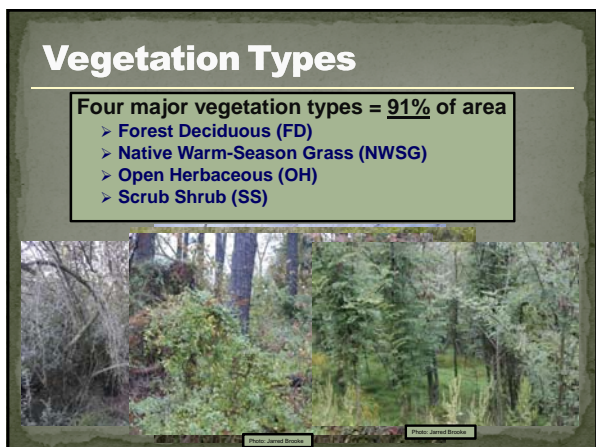 Vegetation Types
Four major vegetation types = 91% of area
➢ Forest Deciduous (FD)
➢ Native Warm-Season Grass (NWSG)
➢ Open Herbaceous (OH)
➢ Scrub Shrub (SS)
Photo: Jarred Brooke
Photo: Jarred Brooke